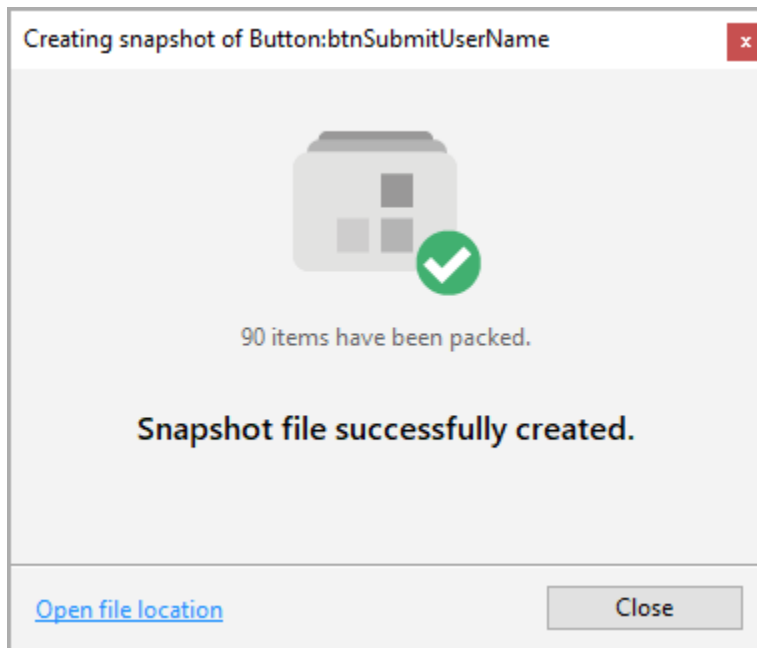 Creating snapshot of Button:btnSubmitUserName
x
90 items have been packed.
Snapshot file successfully created.
Open file location
Close